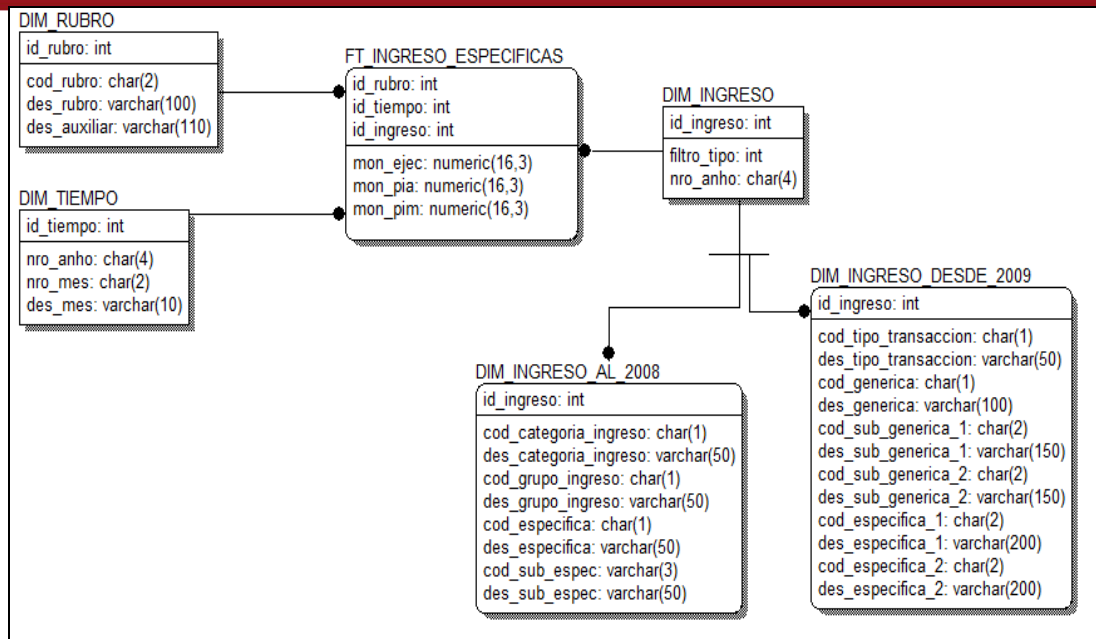 DIM_RUBRO
id_rubro: int
cod_rubro: char(2)
des_rubro: varchar(100)
des_auxiliar: varchar(110)
FT_INGRESO_ESPECIFICAS
id_rubro: int
id_tiempo: int
id_ingreso: int
mon_ejec: numeric(16,3)
mon_pia: numeric(16,3)
mon_pim: numeric(16,3)
DIM_INGRESO
id_ingreso: int
filtro_tipo: int
nro_anho: char(4)
DIM_TIEMPO
id_tiempo: int
nro_anho: char(4)
nro_mes: char(2)
des_mes: varchar(10)
DIM_INGRESO_AL_2008
id_ingreso: int
cod_categoria_ingreso: char(1)
des_categoria_ingreso: varchar(50)
cod_grupo_ingreso: char(1)
des_grupo_ingreso: varchar(50)
cod_especifica: char(1)
des_especifica: varchar(50)
cod_sub_espec: varchar(3)
des_sub_espec: varchar(50)
DIM_INGRESO_DESDE_2009
id_ingreso: int
cod_tipo_transaccion: char(1)
des_tipo_transaccion: varchar(50)
cod_generica: char(1)
des_generica: varchar(100)
cod_sub_generica_1: char(2)
des_sub_generica_1: varchar(150)
cod_sub_generica_2: char(2)
des_sub_generica_2: varchar(150)
cod_especifica_1: char(2)
des_especifica_1: varchar(200)
cod_especifica_2: char(2)
des_especifica_2: varchar(200)